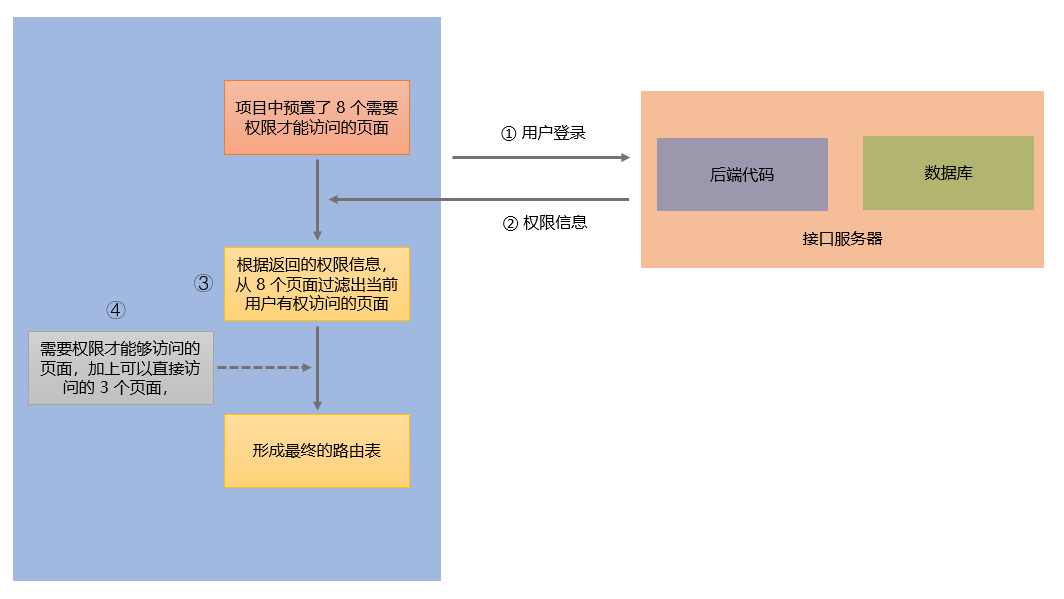 项目中预置了 8 个需要
权限才能访问的页面
① 用户登录
后端代码
数据库
② 权限信息
接口服务器
③
根据返回的权限信息，
从 8 个页面过滤出当前
用户有权访问的页面
④
需要权限才能够访问的
页面，加上可以直接访
问的 3 个页面，
形成最终的路由表